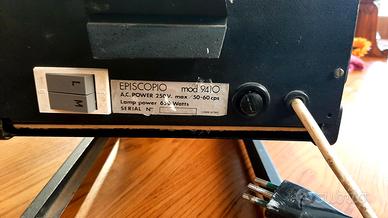 EPISCOPIO mod 9410
A.C. POWER 250 V. max / 50-60 cps
Lamp power 650 Watts
SERIAL N°
L
M